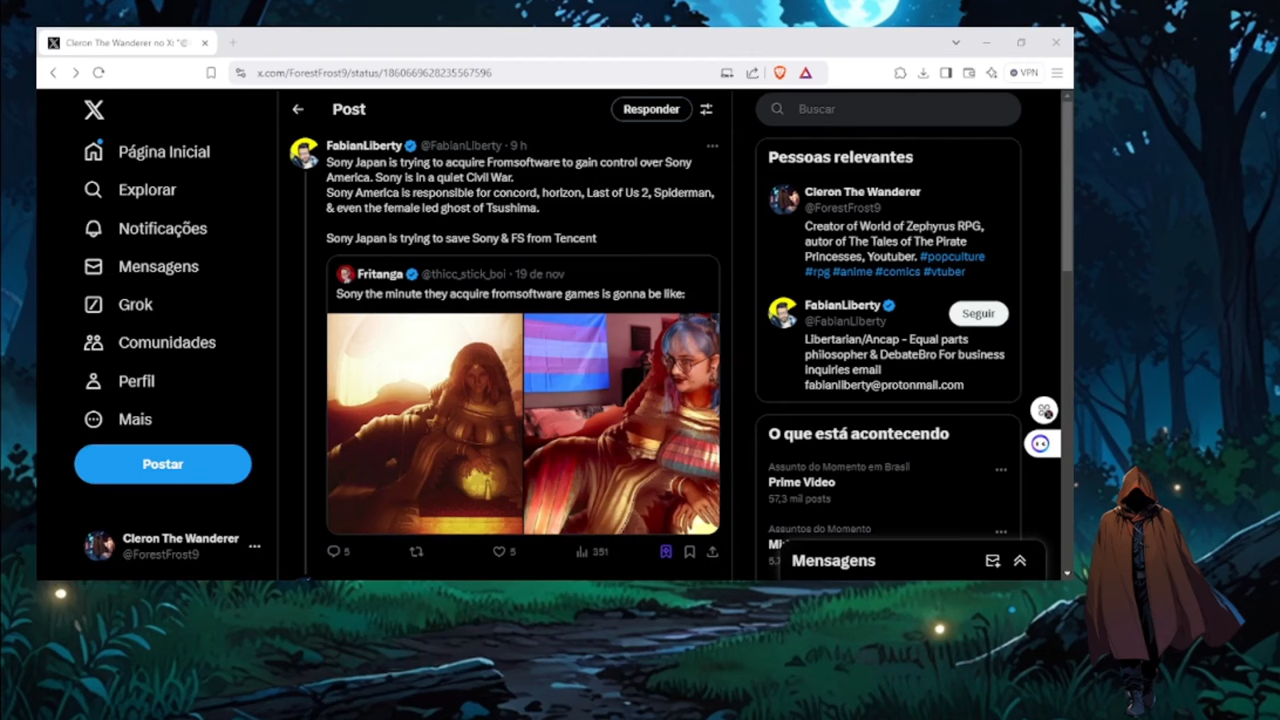 Cleron The Wanderer no X: "@
x.com/ForestFrost9/status/1860669628235567596
VPN
Página Inicial
Explorar
Notificações
Mensagens
Grok
Comunidades
Perfil
Mais
Postar
Cleron The Wanderer
@ForestFrost9
Post
Responder
FabianLIberty @FabianLIberty · 9 h
Sony Japan is trying to acquire Fromsoftware to gain control over Sony
America. Sony is in a quiet Civil War.
Sony America is responsible for concord, horizon, Last of Us 2, Spiderman,
& even the female led ghost of Tsushima.
Sony Japan is trying to save Sony & FS from Tencent
Fritanga @thicc_stick_boi · 19 de nov
Sony the minute they acquire fromsoftware games is gonna be like:
5
5
351
Buscar
Pessoas relevantes
Cleron The Wanderer
@ForestFrost9
Creator of World of Zephyrus RPG,
autor of The Tales of The Pirate
Princesses, Youtuber. #popculture
#rpg #anime #comics #vtuber
FabianLIberty
@FabianLIberty
Seguir
Libertarian/Ancap - Equal parts
philosopher & DebateBro For business
inquiries email
fabianliberty@protonmail.com
O que está acontecendo
Assunto do Momento em Brasil
Prime Video
57,3 mil posts
Assuntos do Momento
Mensagens